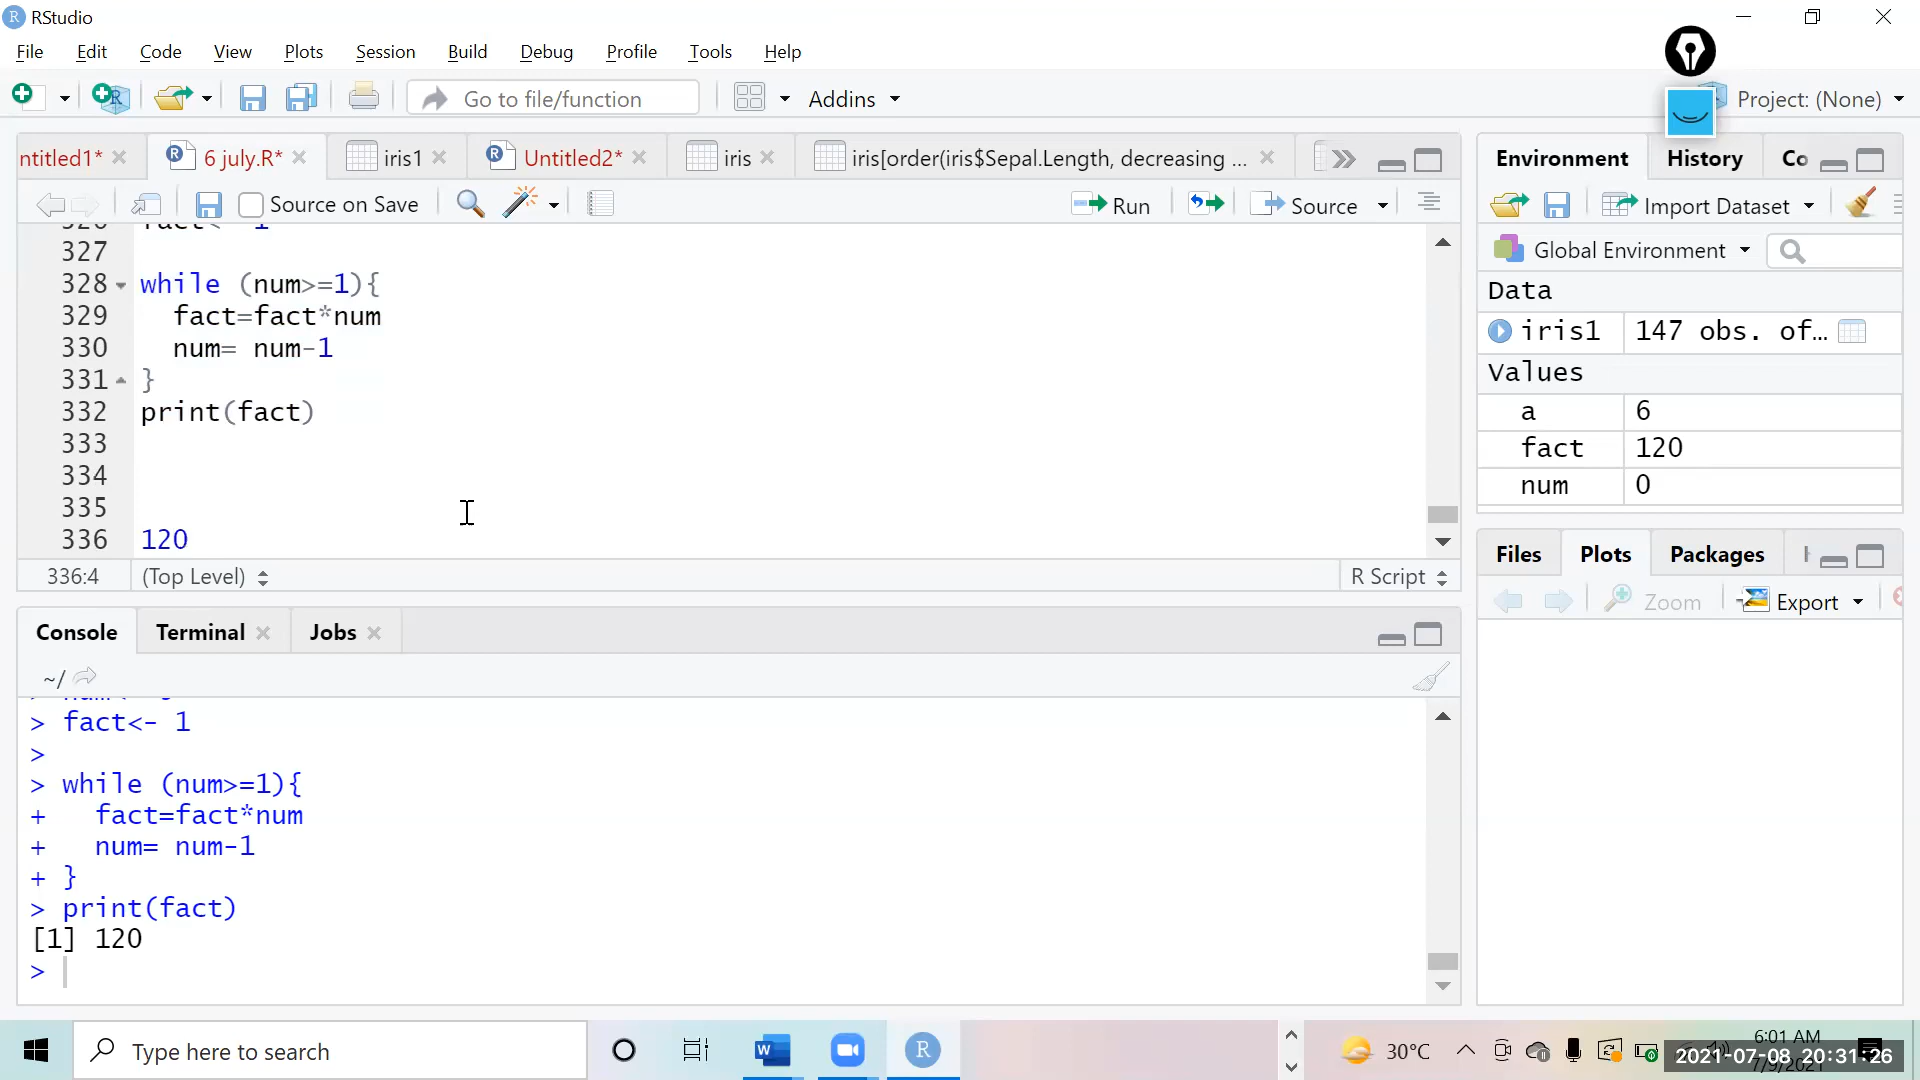 RStudio
File Edit Code View Plots Session Build Debug Profile Tools Help
Go to file/function Addins Project: (None)
ntitled1* 6 july.R* iris1 Untitled2* iris iris[order(iris$Sepal.Length, decreasing ...
Source on Save Run Source
327
328 while (num>=1){
329 fact=fact*num
330 num= num-1
331 }
332 print(fact)
333
334
335
336 120
336:4 (Top Level) R Script
Console Terminal Jobs
~/
> fact<- 1
>
> while (num>=1){
+ fact=fact*num
+ num= num-1
+ }
> print(fact)
[1] 120
>
Environment History Co
Import Dataset
Global Environment
Data
iris1 147 obs. of…
Values
a 6
fact 120
num 0
Files Plots Packages
Zoom Export
Type here to search
30°C
6:01 AM
2021-07-08 20:31:26